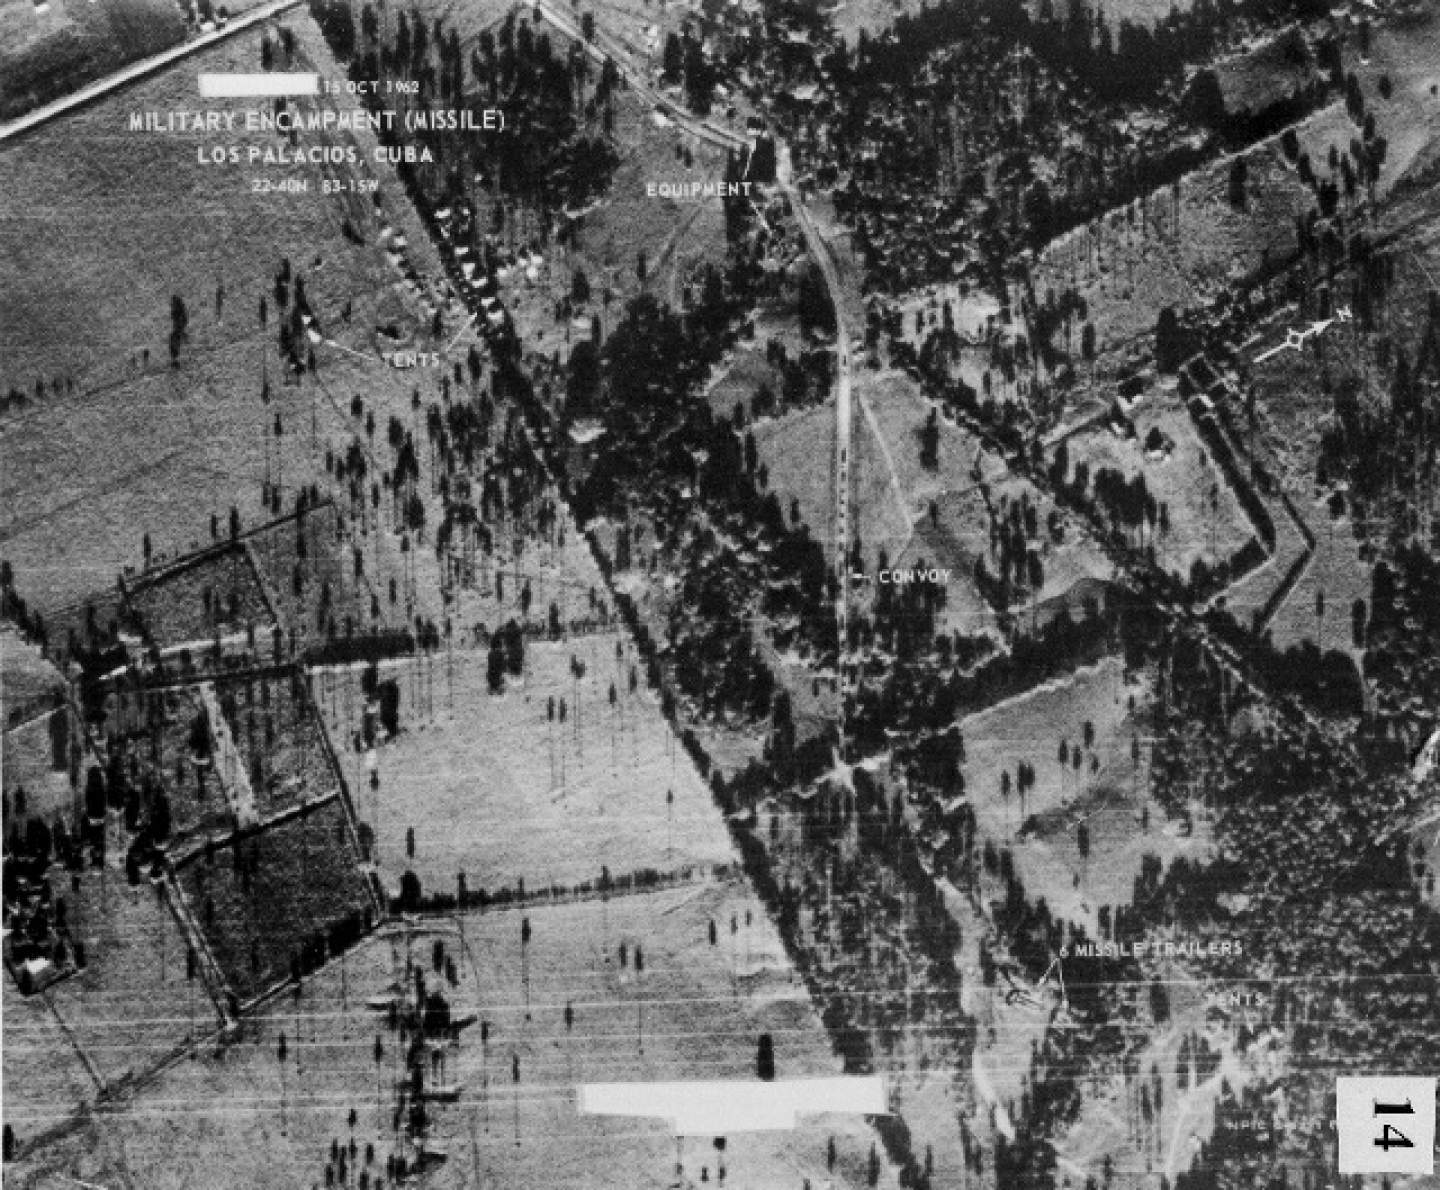 15 OCT 1962
MILITARY ENCAMPMENT (MISSILE)
LOS PALACIOS, CUBA
22-40N 83-15W
EQUIPMENT
TENTS
N
CONVOY
6 MISSILE TRAILERS
TENTS
NPIC
14